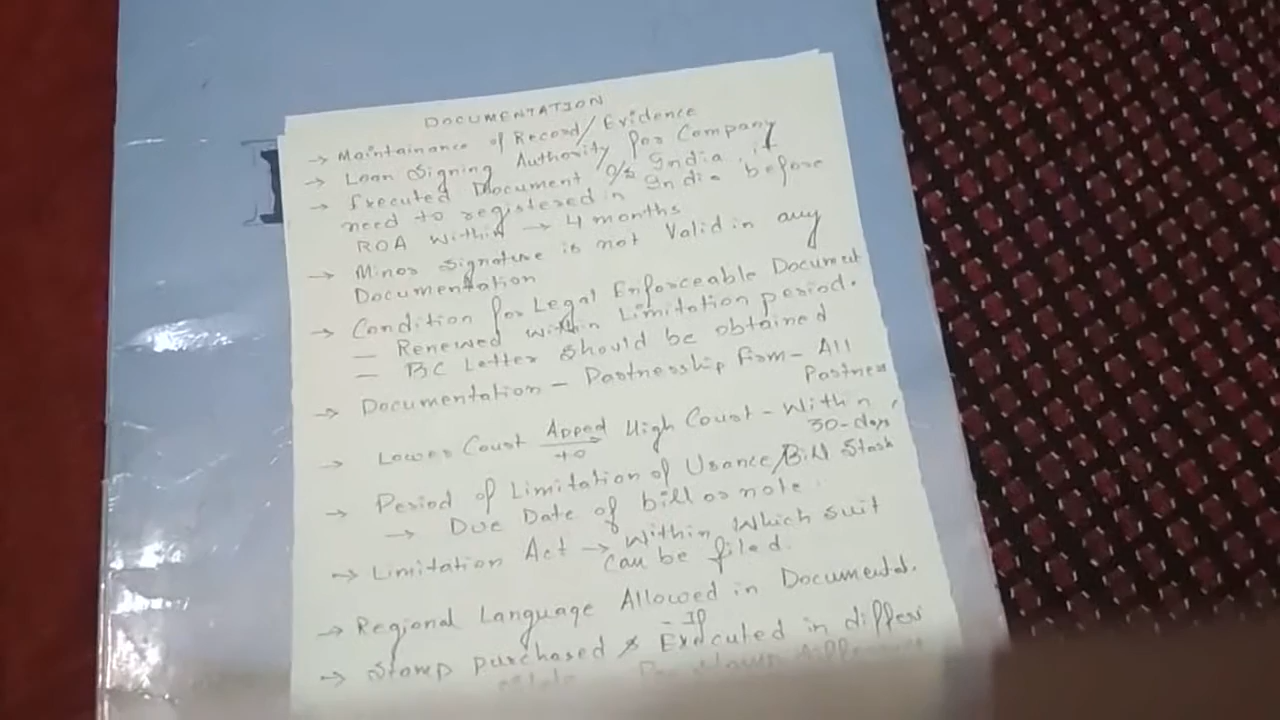 DOCUMENTATION
→ Maintainance of Record/Evidence
→ Loan Signing Authority for Company
→ Executed Document o/s India, it
need to registered in India before
ROA within → 4 months
→ Minor signature is not Valid in any
Documentation
→ Condition for Legal Enforceable Document
— Renewed within Limitation period.
— BC Letter should be obtained
→ Documentation — Partnership firm — All
Partner
→ Lower Court Apped to High Court — Within
30-days
→ Period of Limitation of Usance/Bill
→ Due Date of bill or note.
→ Limitation Act → within Which suit
can be filed.
→ Regional Language Allowed in
→ Stamp purchased & Executed in
— If